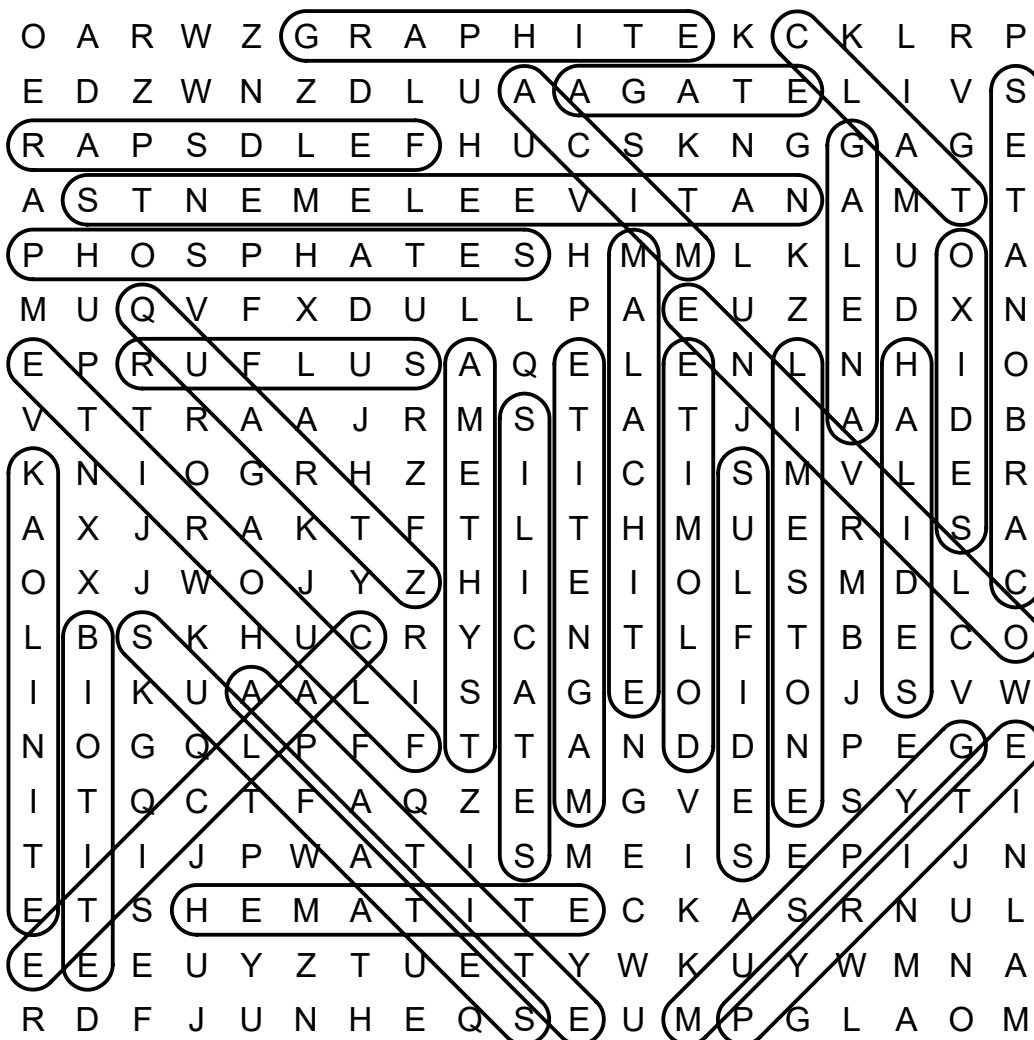 O A R W Z G R A P H I T E K C K L R P
E D Z W N Z D L U A A G A T E L I V S
R A P S D L E F H U C S K N G G A G E
A S T N E M E L E E V I T A N A M T T
P H O S P H A T E S H M M L K L U O A
M U Q V F X D U L L P A E U Z E D X N
E P R U F L U S A Q E L E N L N H I O
V T T R A A J R M S T A T J I A A D B
K N I O G R H Z E I I C I S M V L E R
A X J R A K T F T L T H M U E R I S A
O X J W O J Y Z H I E I O L S M D L C
L B S K H U C R Y C N T L F T B E C O
I I K U A A L I S A G E O I O J S V W
N O G Q L P F F T T A N D D N P E G E
I T Q C T F A Q Z E M G V E E S Y T I
T I I J P W A T I S M E I S E P I J N
E T S H E M A T I T E C K A S R N U L
E E E U Y Z T U E T Y W K U Y W M N A
R D F J U N H E Q S E U M P G L A O M